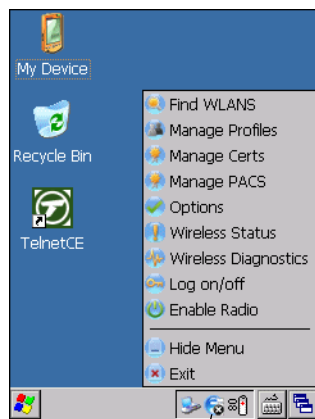 My Device
Recycle Bin
TelnetCE
Find WLANS
Manage Profiles
Manage Certs
Manage PACS
Options
Wireless Status
Wireless Diagnostics
Log on/off
Enable Radio
Hide Menu
Exit